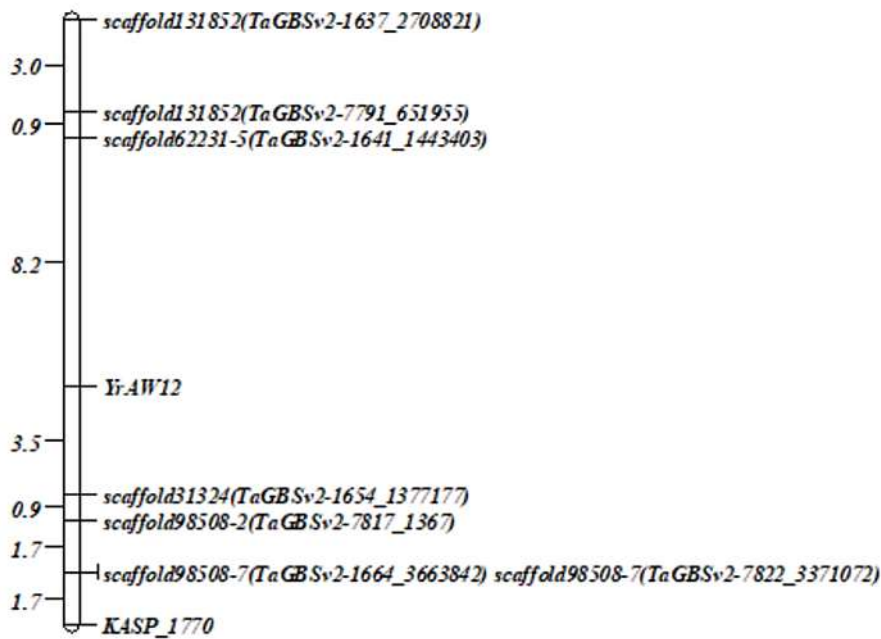 scaffold131852(TaGBSv2-1637_2708821)
3.0
scaffold131852(TaGBSv2-7791_651955)
0.9
scaffold62231-5(TaGBSv2-1641_1443403)
8.2
YrAW12
3.5
scaffold31324(TaGBSv2-1654_1377177)
0.9
scaffold98508-2(TaGBSv2-7817_1367)
1.7
scaffold98508-7(TaGBSv2-1664_3663842) scaffold98508-7(TaGBSv2-7822_3371072)
1.7
KASP_1770